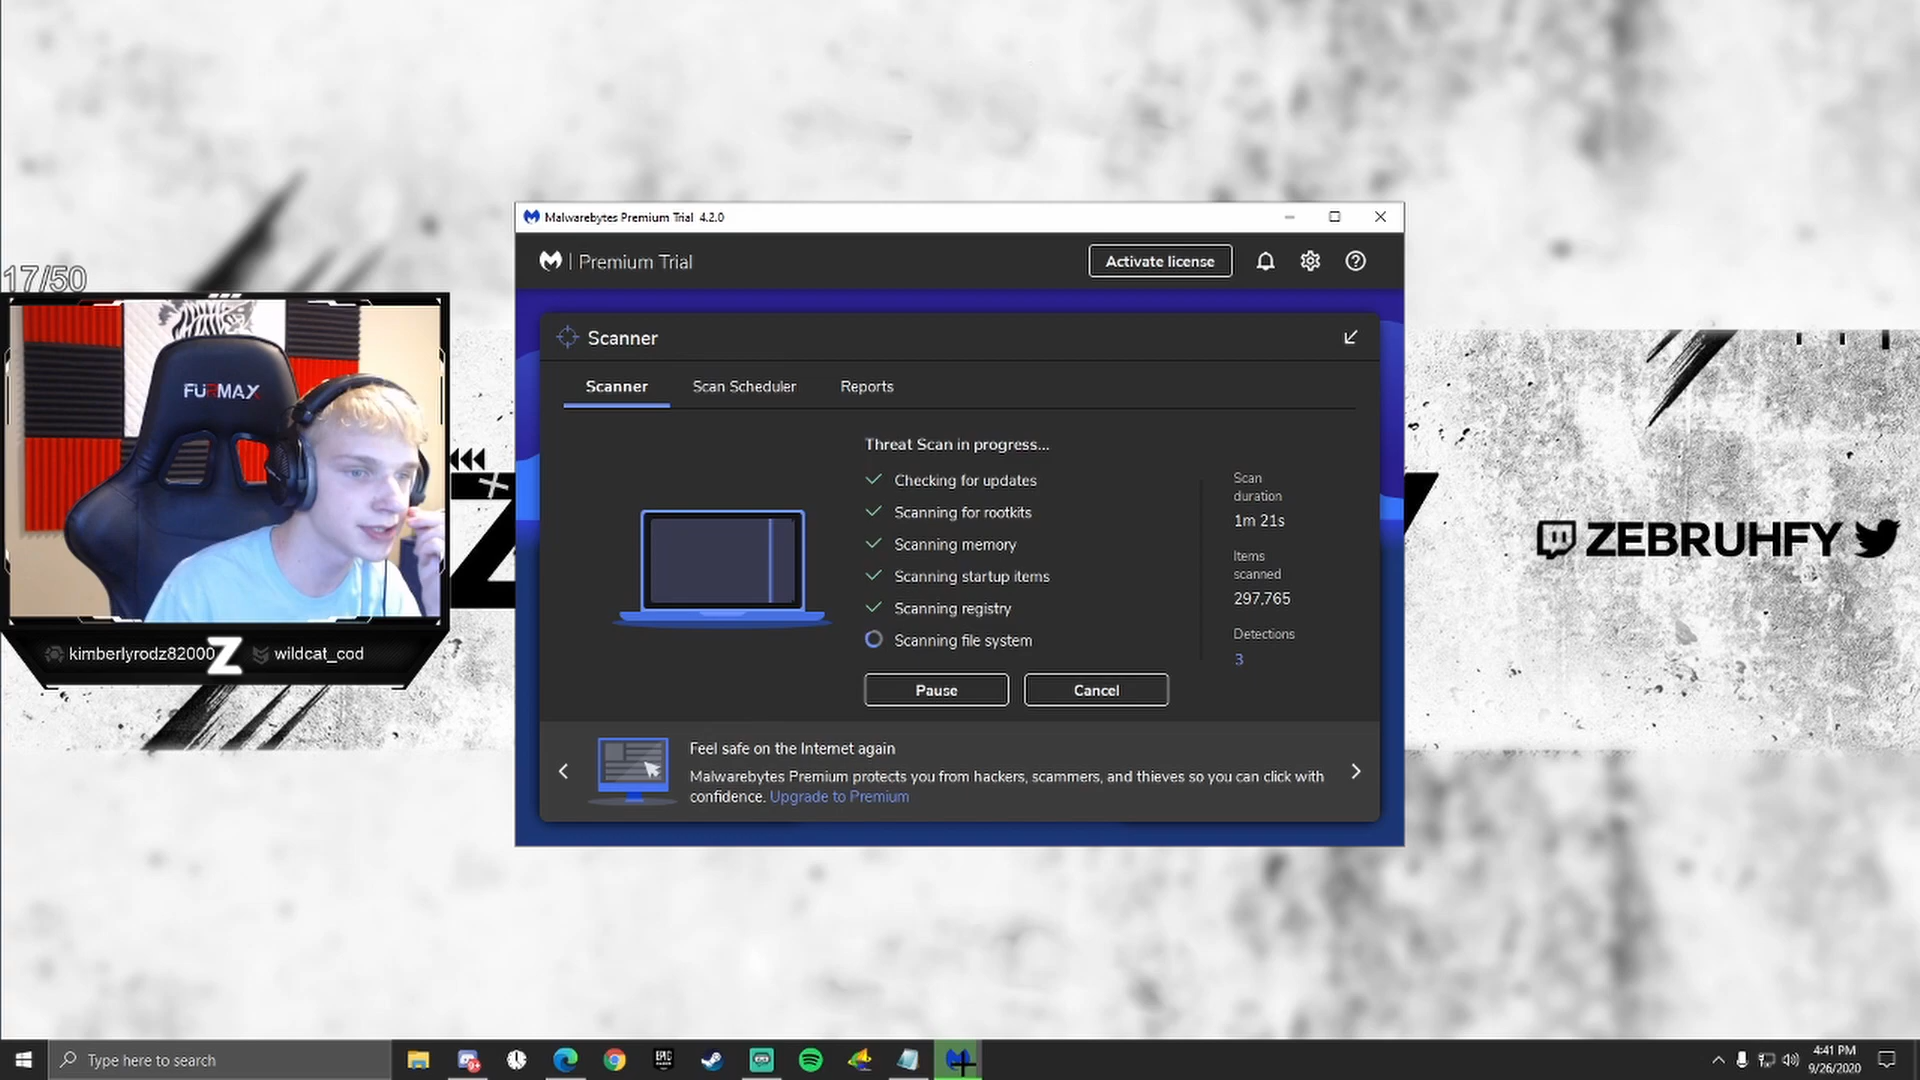 Malwarebytes Premium Trial 4.2.0
Premium Trial
Activate license
17/50
Scanner
Scanner
Scan Scheduler
Reports
FURMAX
Threat Scan in progress...
Checking for updates
Scanning for rootkits
Scanning memory
Scanning startup items
Scanning registry
Scanning file system
Scan
duration
1m 21s
Items
scanned
297,765
Detections
3
Pause
Cancel
ZEBRUHFY
kimberlyrodz82000
Z
wildcat_cod
Feel safe on the Internet again
Malwarebytes Premium protects you from hackers, scammers, and thieves so you can click with
confidence. Upgrade to Premium
Type here to search
EPIC
4:41 PM
9/26/2020